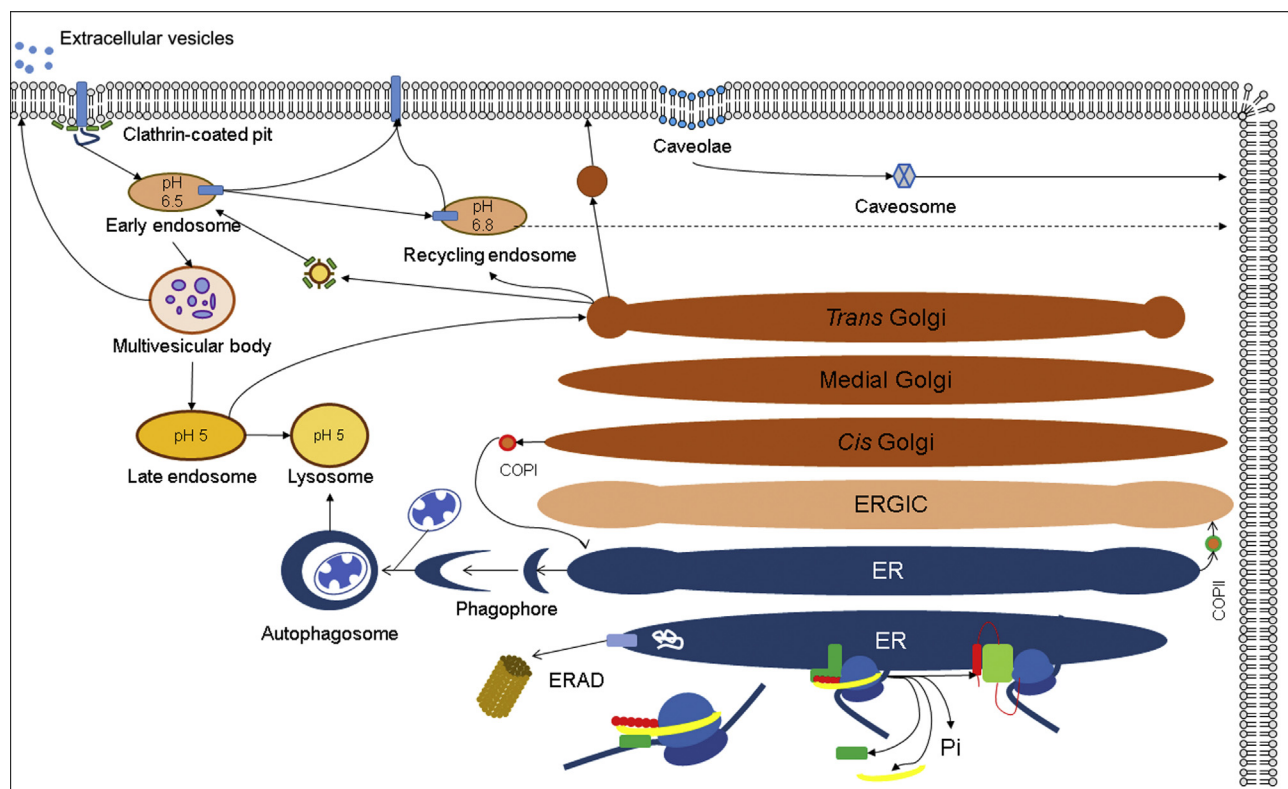 Extracellular vesicles
Clathrin-coated pit
Caveolae
pH
6.5
Early endosome
pH
6.8
Recycling endosome
Caveosome
Multivesicular body
Trans Golgi
Medial Golgi
pH 5
Late endosome
pH 5
Lysosome
Cis Golgi
COPI
ERGIC
ER
COPII
Phagophore
Autophagosome
ER
ERAD
Pi